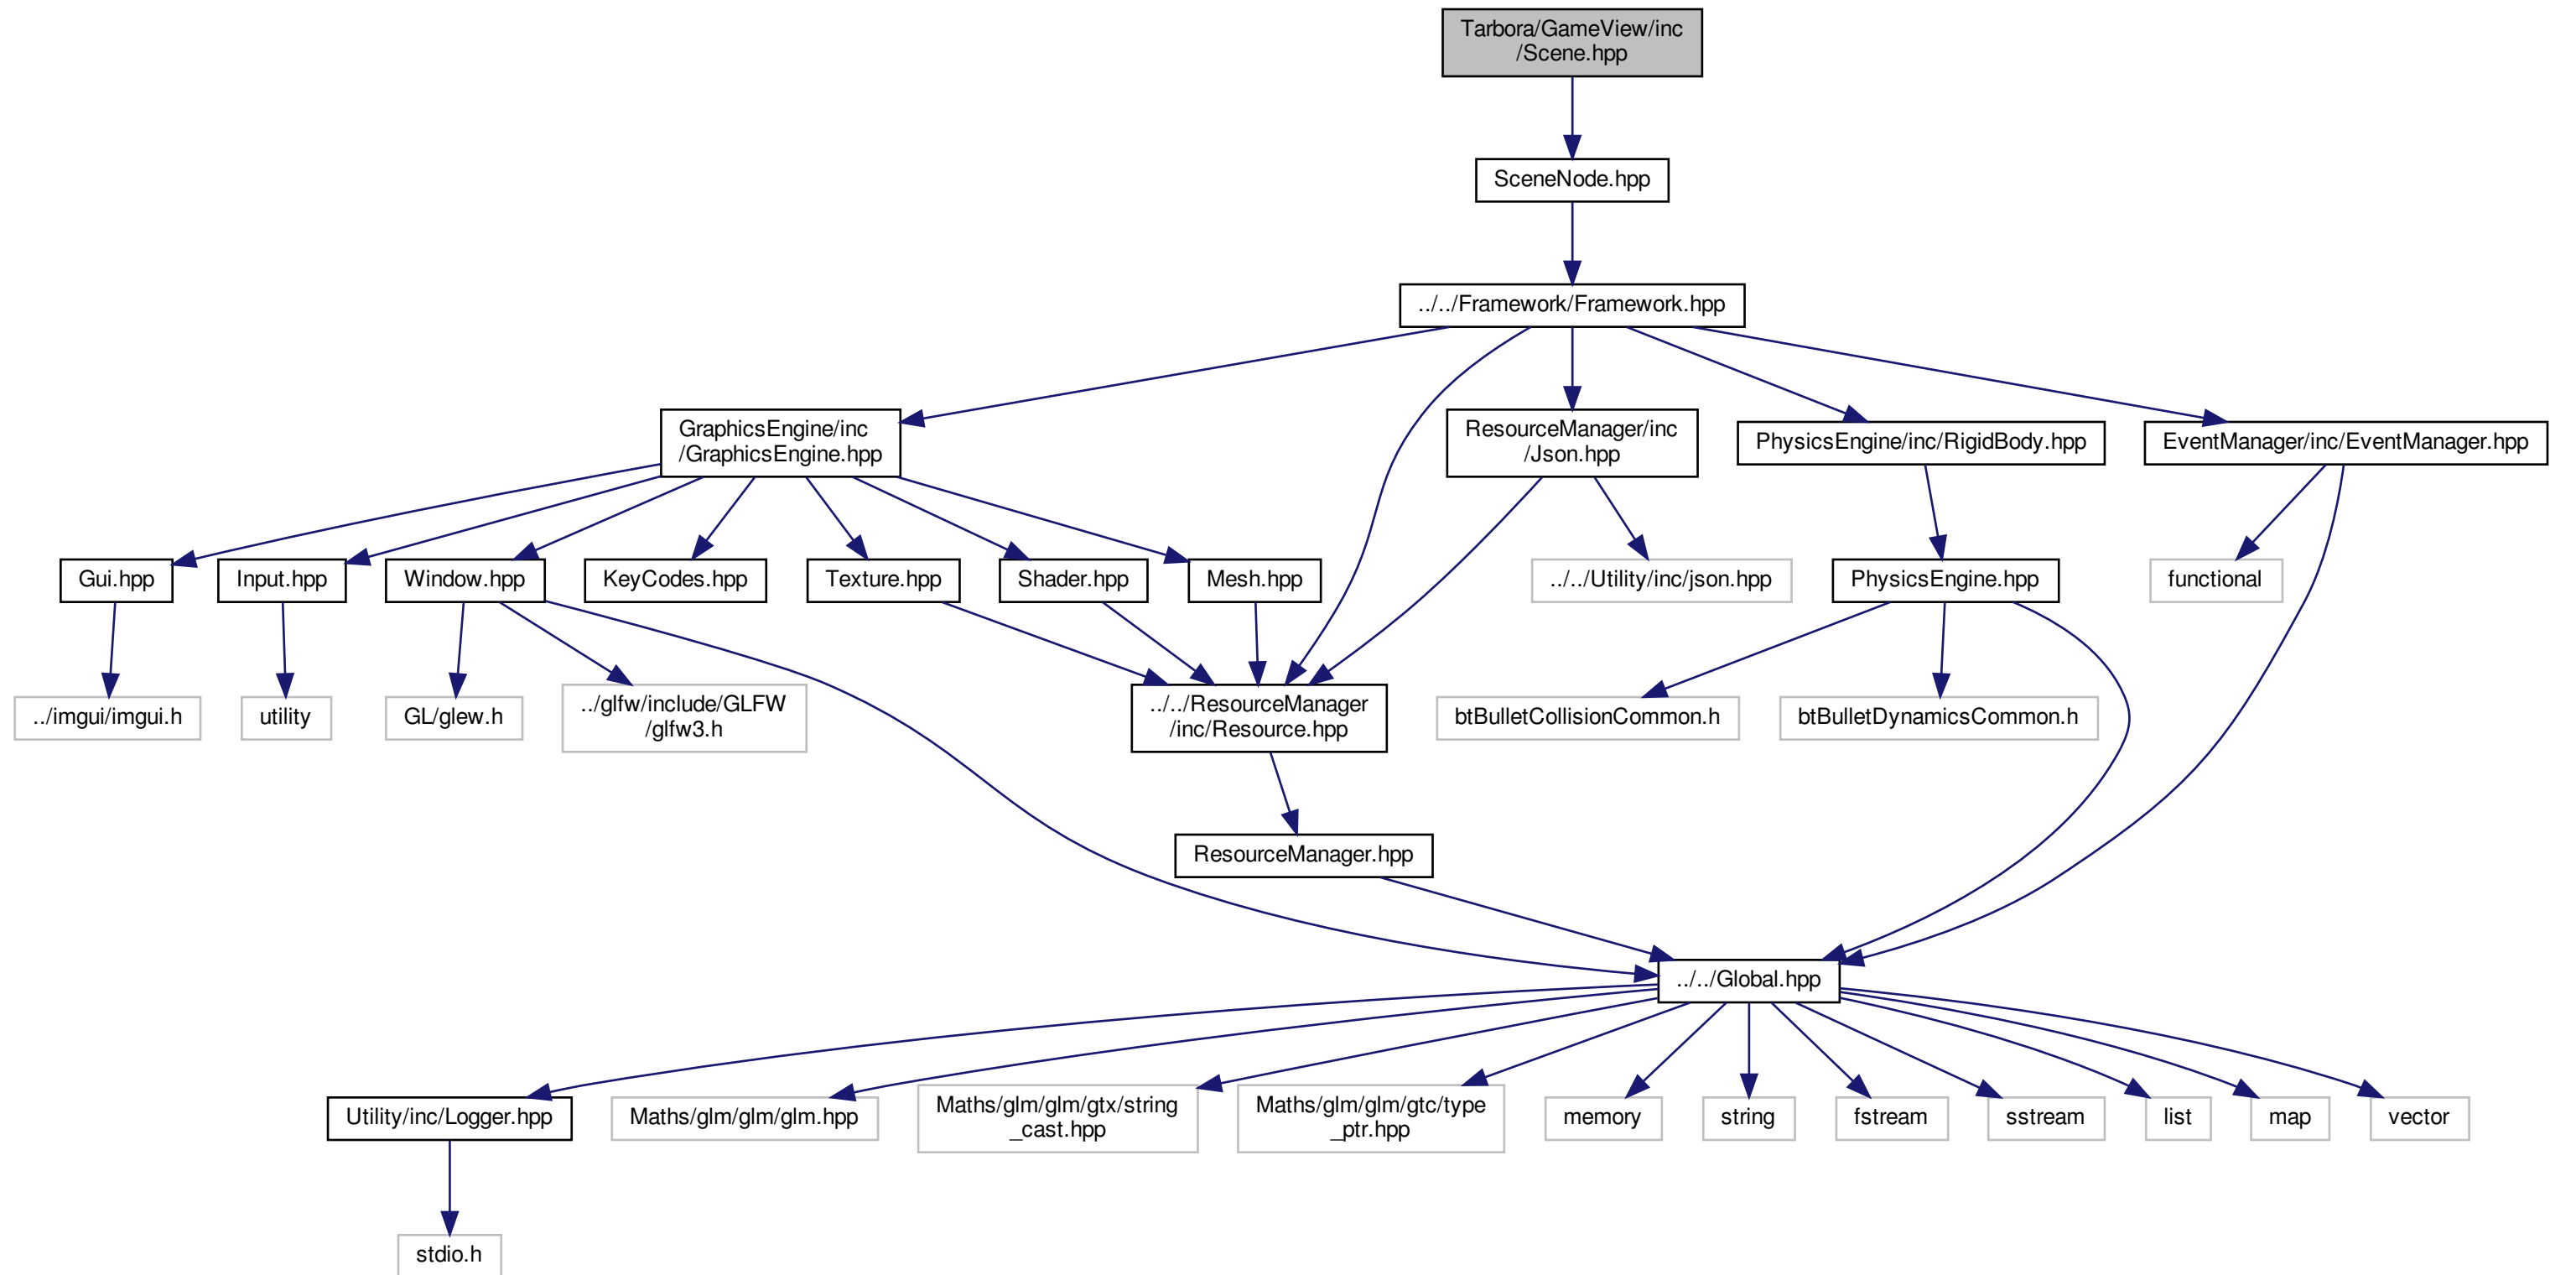 Tarbora/GameView/inc
/Scene.hpp
SceneNode.hpp
../../Framework/Framework.hpp
GraphicsEngine/inc
/GraphicsEngine.hpp
ResourceManager/inc
/Json.hpp
PhysicsEngine/inc/RigidBody.hpp
EventManager/inc/EventManager.hpp
Gui.hpp
Input.hpp
Window.hpp
KeyCodes.hpp
Texture.hpp
Shader.hpp
Mesh.hpp
../../Utility/inc/json.hpp
PhysicsEngine.hpp
functional
../imgui/imgui.h
utility
GL/glew.h
../glfw/include/GLFW
/glfw3.h
../../ResourceManager
/inc/Resource.hpp
btBulletCollisionCommon.h
btBulletDynamicsCommon.h
ResourceManager.hpp
../../Global.hpp
Utility/inc/Logger.hpp
Maths/glm/glm/glm.hpp
Maths/glm/glm/gtx/string
_cast.hpp
Maths/glm/glm/gtc/type
_ptr.hpp
memory
string
fstream
sstream
list
map
vector
stdio.h